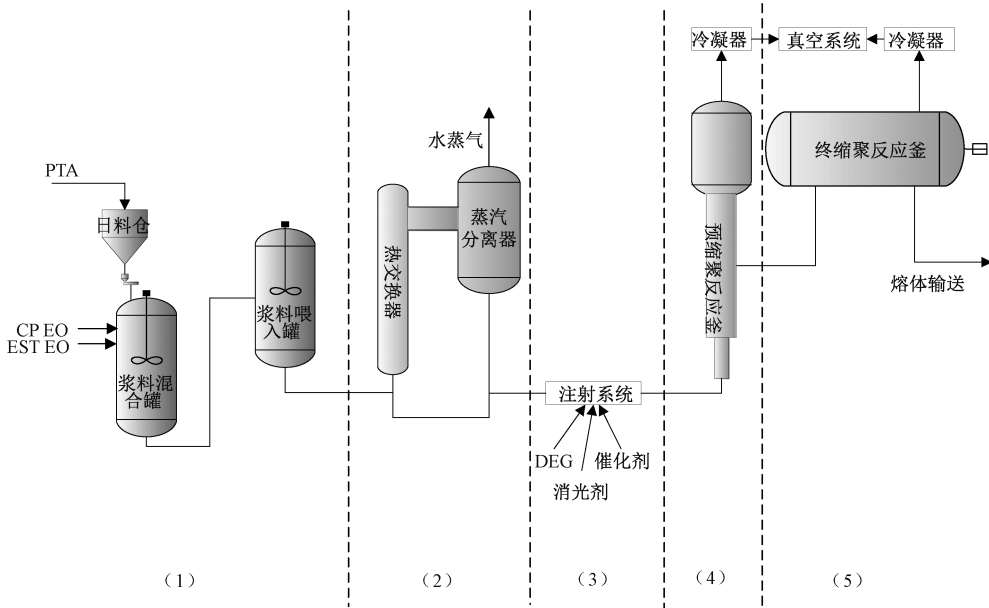 冷凝器
真空系统
冷凝器
水蒸气
终缩聚反应釜
PTA
日料仓
蒸汽
分离器
热交换器
预缩聚反应釜
熔体输送
浆料喂
入罐
CP EO
EST EO
浆料混
合罐
注射系统
DEG
催化剂
消光剂
（1）
（2）
（3）
（4）
（5）